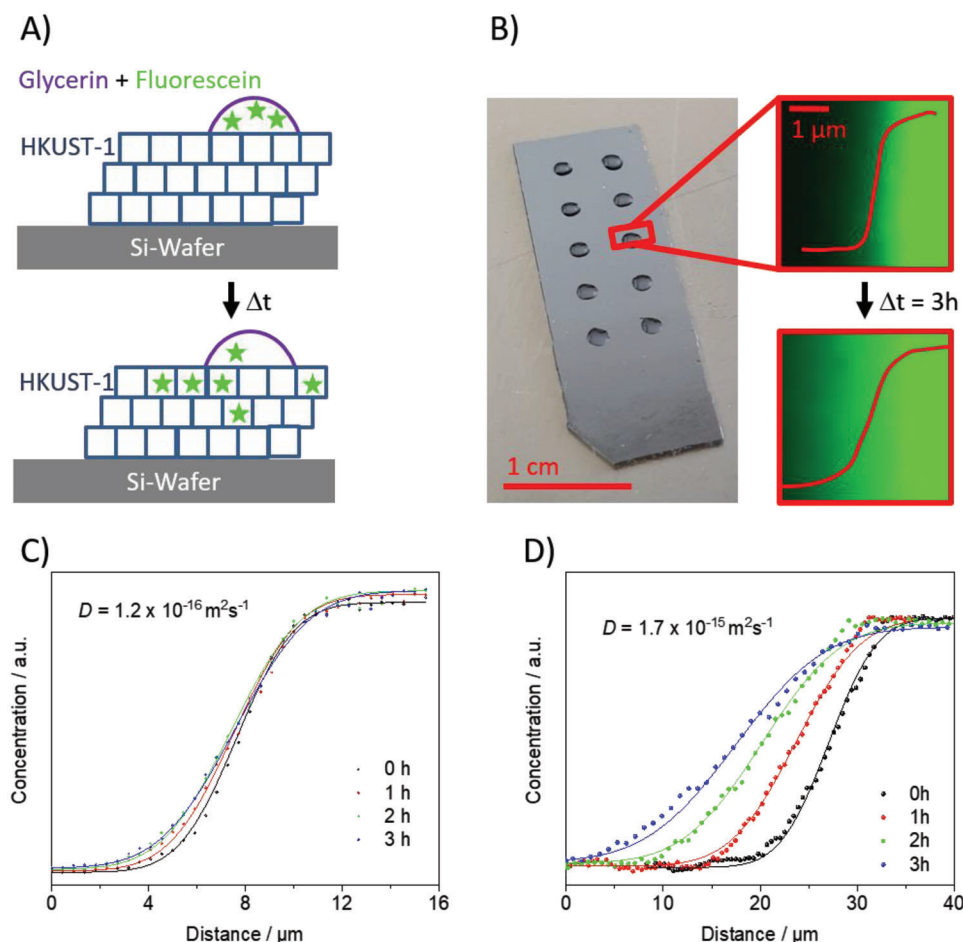 A)
Glycerin + Fluorescein
HKUST-1
Si-Wafer
Δt
HKUST-1
Si-Wafer
B)
1 µm
Δt = 3h
1 cm
C)
D = 1.2 x 10⁻¹⁶ m²s⁻¹
Concentration / a.u.
0 h
1 h
2 h
3 h
0 4 8 12 16
Distance / µm
D)
D = 1.7 x 10⁻¹⁵ m²s⁻¹
Concentration / a.u.
0h
1h
2h
3h
0 10 20 30 40
Distance / µm